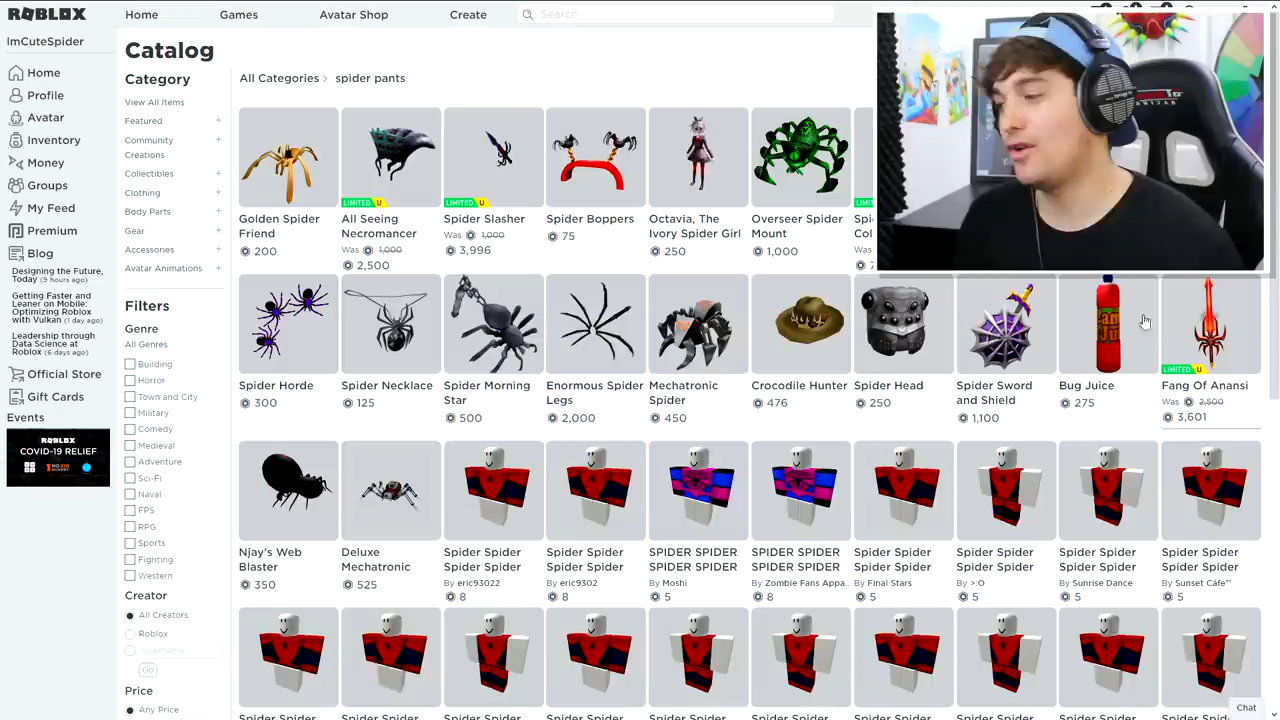 ROBLOX
Home
Games
Avatar Shop
Create
Search
ImCuteSpider
Home
Profile
Avatar
Inventory
Money
Groups
My Feed
Premium
Blog
Designing the Future,
Today (9 hours ago)
Getting Faster and
Leaner on Mobile:
Optimizing Roblox
with Vulkan (1 day ago)
Leadership through
Data Science at
Roblox (6 days ago)
Official Store
Gift Cards
Events
ROBLOX
COVID-19 RELIEF
NO KID HUNGRY
Catalog
Category
View All Items
Featured +
Community +
Creations
Collectibles +
Clothing +
Body Parts +
Gear +
Accessories +
Avatar Animations +
Filters
Genre
All Genres
Building
Horror
Town and City
Military
Comedy
Medieval
Adventure
Sci-Fi
Naval
FPS
RPG
Sports
Fighting
Western
Creator
All Creators
Roblox
Username
Go
Price
Any Price
All Categories > spider pants
Golden Spider
Friend
200
LIMITED U
All Seeing
Necromancer
Was 1,000
2,500
LIMITED U
Spider Slasher
Was 1,000
3,996
Spider Boppers
75
Octavia, The
Ivory Spider Girl
250
Overseer Spider
Mount
1,000
Spider Horde
300
Spider Necklace
125
Spider Morning
Star
500
Enormous Spider
Legs
2,000
Mechatronic
Spider
450
Crocodile Hunter
476
Spider Head
250
Spider Sword
and Shield
1,100
Bug Juice
275
LIMITED U
Fang Of Anansi
Was 2,500
3,601
Njay's Web
Blaster
350
Deluxe
Mechatronic
525
Spider Spider
Spider Spider
By eric93022
8
Spider Spider
Spider Spider
By eric9302
8
SPIDER SPIDER
SPIDER SPIDER
By Moshi
5
SPIDER SPIDER
SPIDER SPIDER
By Zombie Fans Appa...
8
Spider Spider
Spider Spider
By Final Stars
5
Spider Spider
Spider Spider
By >:O
5
Spider Spider
Spider Spider
By Sunrise Dance
5
Spider Spider
Spider Spider
By Sunset Cáfe™
5
Chat